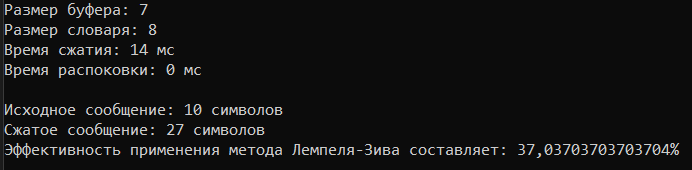 Размер буфера: 7
Размер словаря: 8
Время сжатия: 14 мс
Время распоковки: 0 мс
Исходное сообщение: 10 символов
Сжатое сообщение: 27 символов
Эффективность применения метода Лемпеля-Зива составляет: 37,03703703703704%